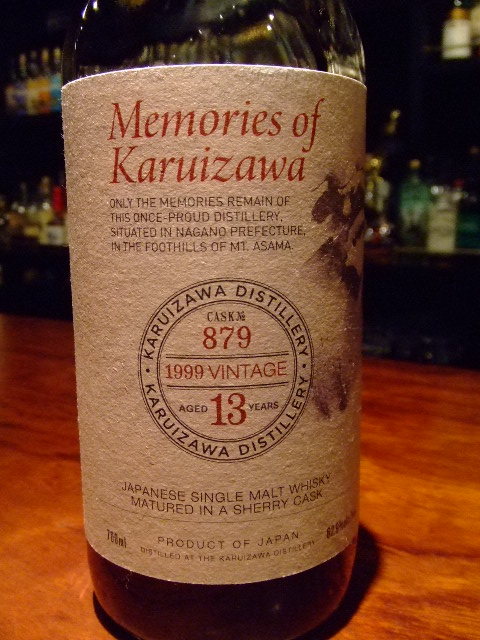 Memories of
Karuizawa
ONLY THE MEMORIES REMAIN OF
THIS ONCE-PROUD DISTILLERY,
SITUATED IN NAGANO PREFECTURE,
IN THE FOOTHILLS OF MT. ASAMA.
· KARUIZAWA DISTILLERY ·
CASK №
879
1999 VINTAGE
AGED 13 YEARS
KARUIZAWA DISTILLERY
JAPANESE SINGLE MALT WHISKY
MATURED IN A SHERRY CASK
700ml PRODUCT OF JAPAN
DISTILLED AT THE KARUIZAWA DISTILLERY